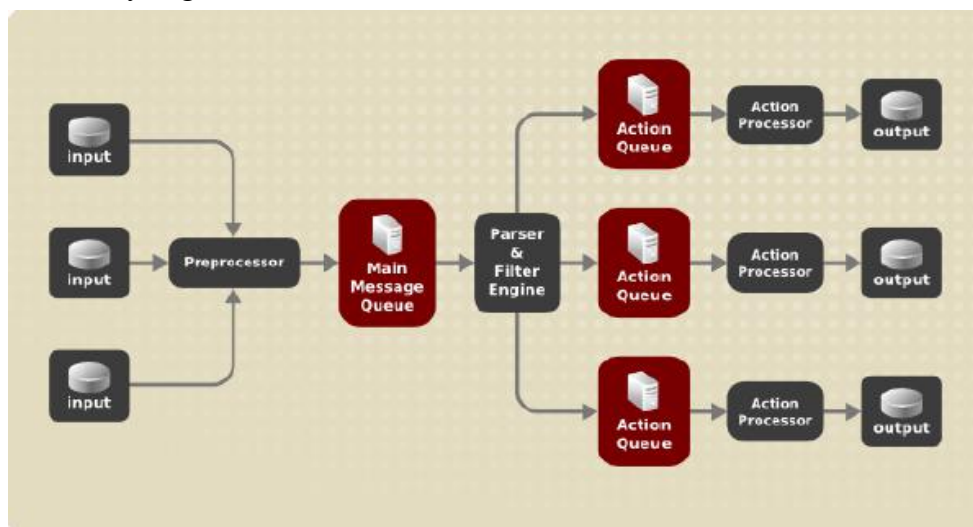 input
input
input
Preprocessor
Main
Message
Queue
Parser
&
Filter
Engine
Action
Queue
Action
Processor
output
Action
Queue
Action
Processor
output
Action
Queue
Action
Processor
output